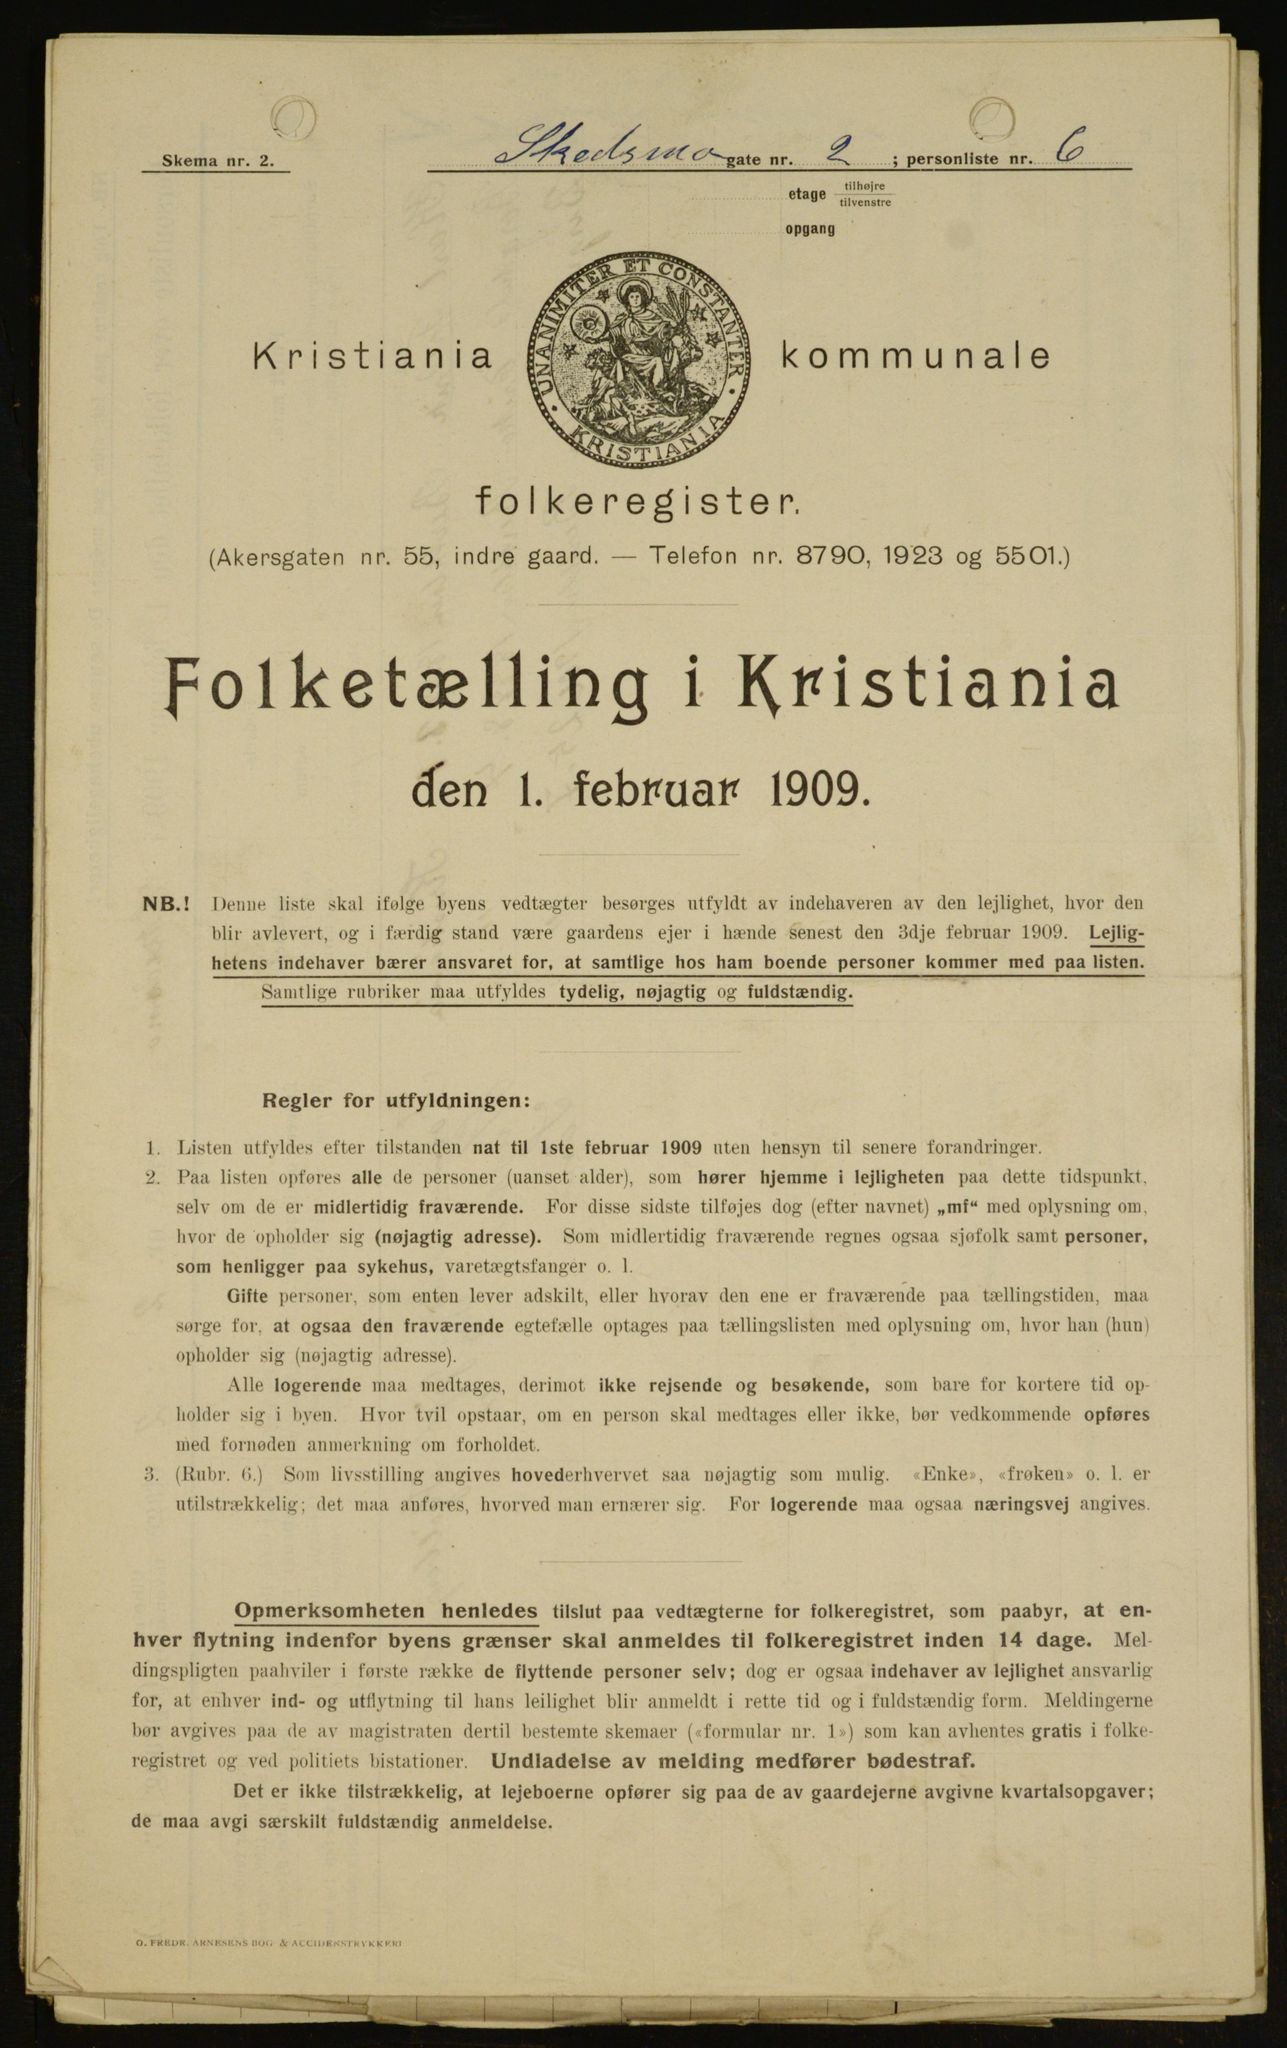 Skema nr. 2.
Skedsmo gate nr. 2 ; personliste nr. 6
etage tilhøjre
tilvenstre
opgang
UNANIMITER ET CONSTANTER
KRISTIANIA
Kristiania kommunale
folkeregister.
(Akersgaten nr. 55, indre gaard. — Telefon nr. 8790, 1923 og 5501.)
Folketælling i Kristiania
den 1. februar 1909.
NB.! Denne liste skal ifølge byens vedtægter besørges utfyldt av indehaveren av den lejlighet, hvor den
blir avlevert, og i færdig stand være gaardens ejer i hænde senest den 3dje februar 1909. Lejlig-
hetens indehaver bærer ansvaret for, at samtlige hos ham boende personer kommer med paa listen.
Samtlige rubriker maa utfyldes tydelig, nøjagtig og fuldstændig.
Regler for utfyldningen:
1. Listen utfyldes efter tilstanden nat til 1ste februar 1909 uten hensyn til senere forandringer.
2. Paa listen opføres alle de personer (uanset alder), som hører hjemme i lejligheten paa dette tidspunkt,
selv om de er midlertidig fraværende. For disse sidste tilføjes dog (efter navnet) „mf“ med oplysning om,
hvor de opholder sig (nøjagtig adresse). Som midlertidig fraværende regnes ogsaa sjøfolk samt personer,
som henligger paa sykehus, varetægtsfanger o. l.
Gifte personer, som enten lever adskilt, eller hvorav den ene er fraværende paa tællingstiden, maa
sørge for, at ogsaa den fraværende egtefælle optages paa tællingslisten med oplysning om, hvor han (hun)
opholder sig (nøjagtig adresse).
Alle logerende maa medtages, derimot ikke rejsende og besøkende, som bare for kortere tid op-
holder sig i byen. Hvor tvil opstaar, om en person skal medtages eller ikke, bør vedkommende opføres
med fornøden anmerkning om forholdet.
3. (Rubr. 6.) Som livsstilling angives hovederhvervet saa nøjagtig som mulig. «Enke», «frøken» o. l. er
utilstrækkelig; det maa anføres, hvorved man ernærer sig. For logerende maa ogsaa næringsvej angives.
Opmerksomheten henledes tilslut paa vedtægterne for folkeregistret, som paabyr, at en-
hver flytning indenfor byens grænser skal anmeldes til folkeregistret inden 14 dage. Mel-
dingspligten paahviler i første række de flyttende personer selv; dog er ogsaa indehaver av lejlighet ansvarlig
for, at enhver ind- og utflytning til hans leilighet blir anmeldt i rette tid og i fuldstændig form. Meldingerne
bør avgives paa de av magistraten dertil bestemte skemaer («formular nr. 1») som kan avhentes gratis i folke-
registret og ved politiets bistationer. Undladelse av melding medfører bødestraf.
Det er ikke tilstrækkelig, at lejeboerne opfører sig paa de av gaardejerne avgivne kvartalsopgaver;
de maa avgi særskilt fuldstændig anmeldelse.
O. FREDR. ARNESENS BOG- & ACCIDENSTRYKKERI